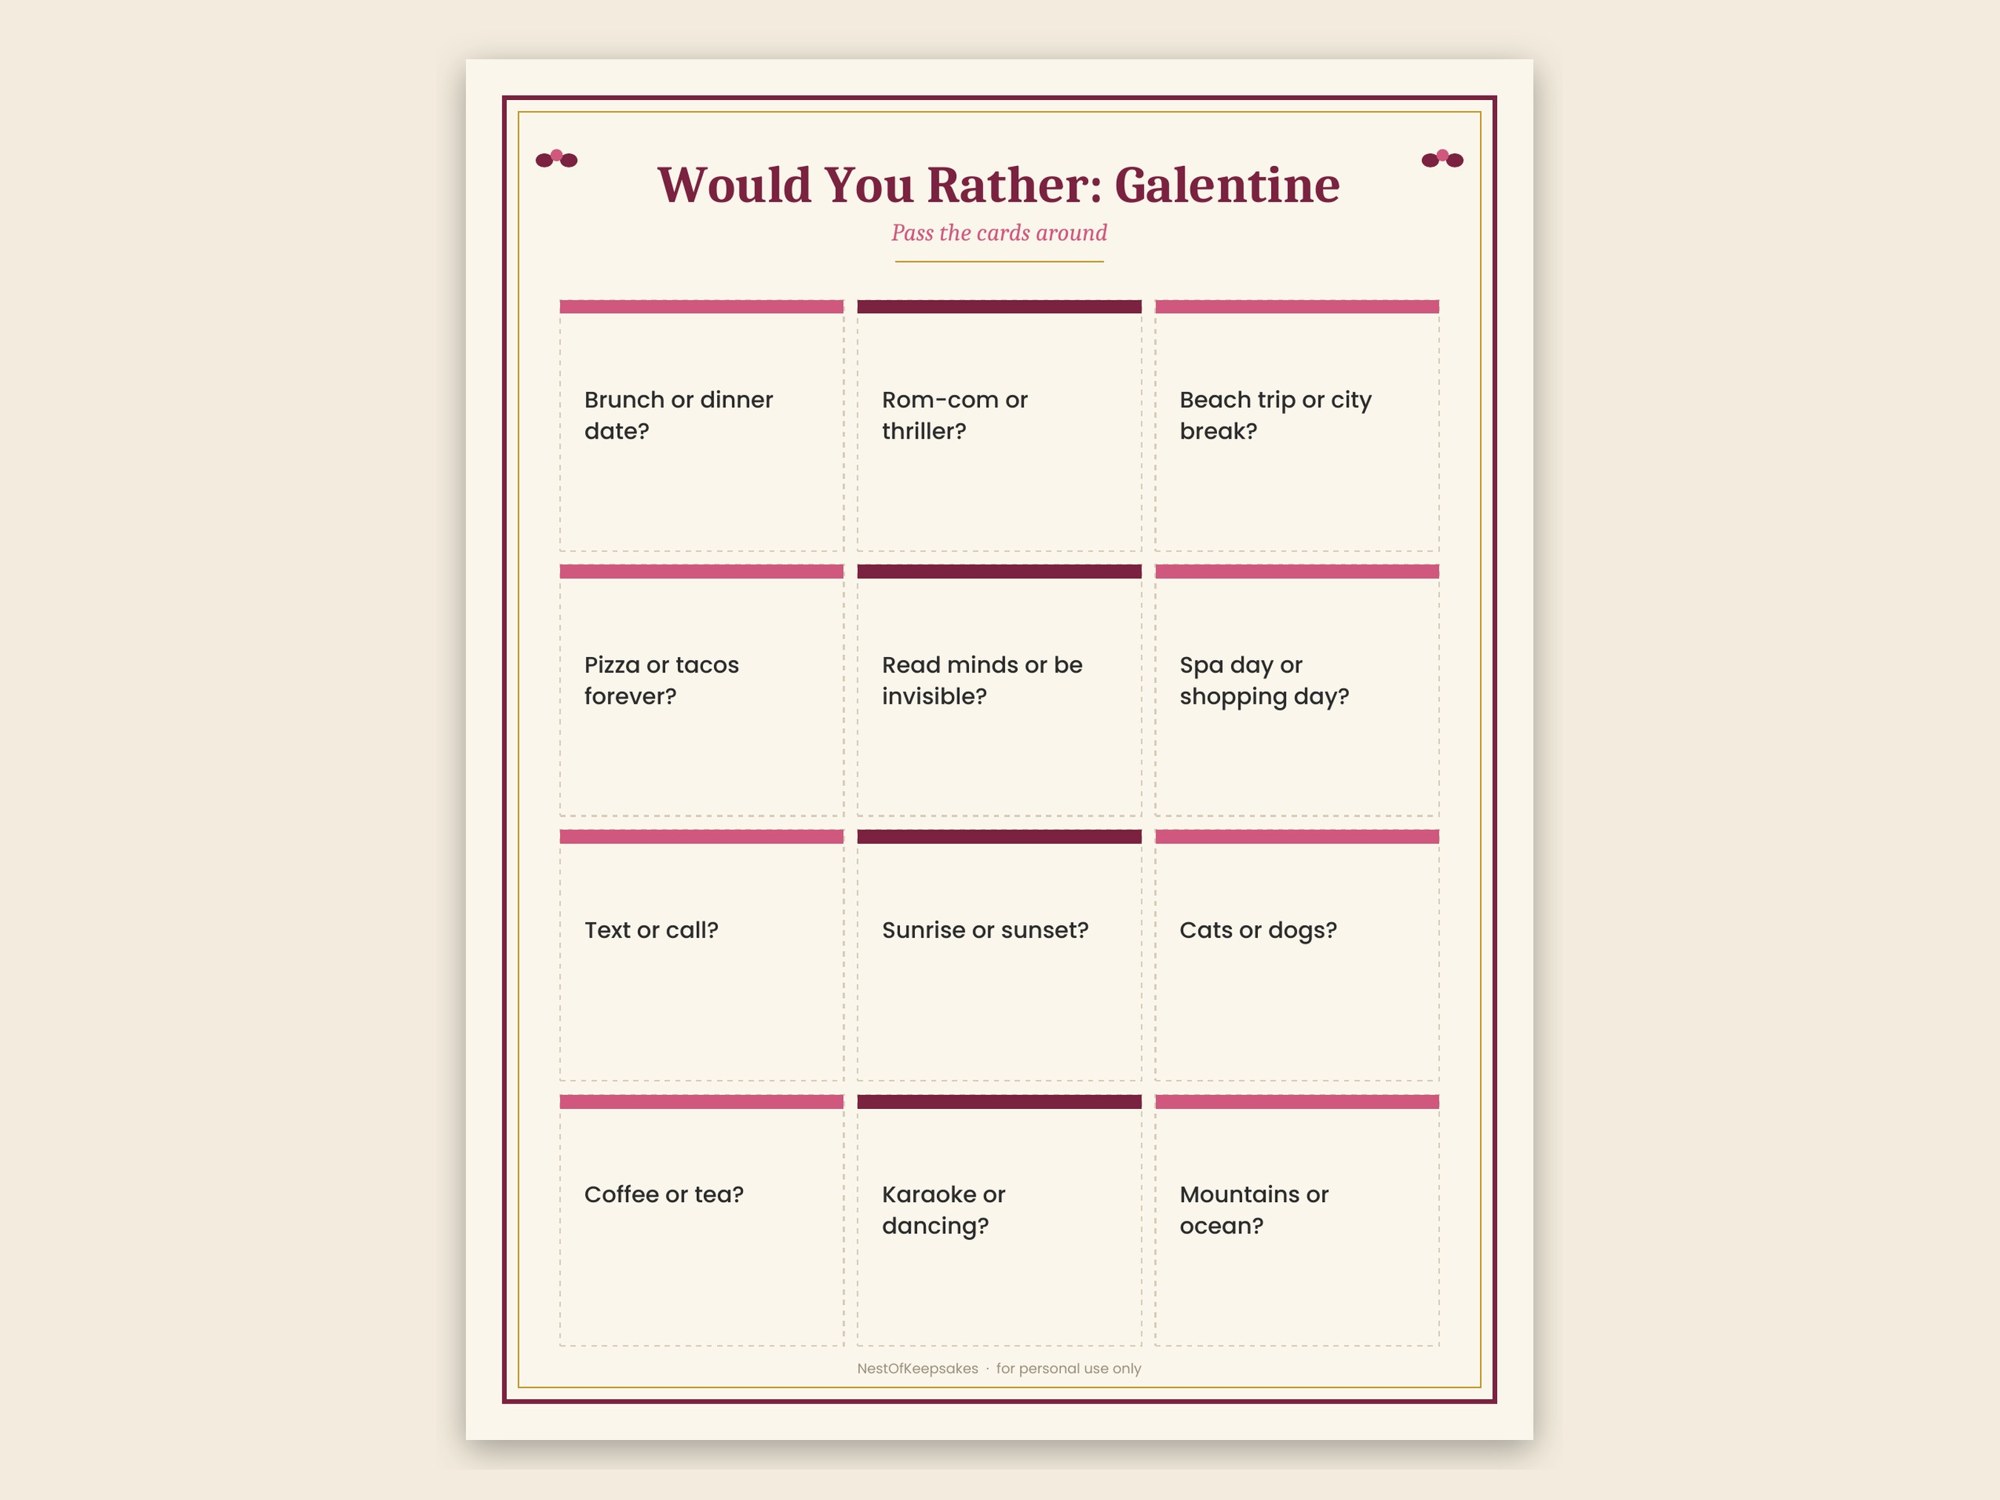 Would You Rather: Galentine
Pass the cards around
Brunch or dinner
date?
Rom-com or
thriller?
Beach trip or city
break?
Pizza or tacos
forever?
Read minds or be
invisible?
Spa day or
shopping day?
Text or call?
Sunrise or sunset?
Cats or dogs?
Coffee or tea?
Karaoke or
dancing?
Mountains or
ocean?
NestOfKeepsakes · for personal use only